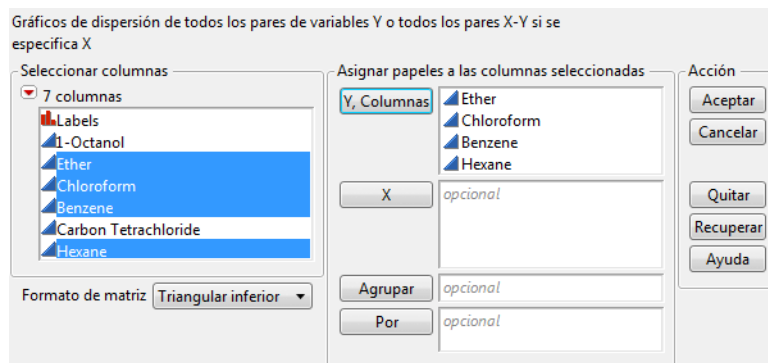 Gráficos de dispersión de todos los pares de variables Y o todos los pares X-Y si se
especifica X
Seleccionar columnas
7 columnas
Labels
1-Octanol
Ether
Chloroform
Benzene
Carbon Tetrachloride
Hexane
Formato de matriz Triangular inferior
Asignar papeles a las columnas seleccionadas
Y, Columnas
Ether
Chloroform
Benzene
Hexane
X
opcional
Agrupar
opcional
Por
opcional
Acción
Aceptar
Cancelar
Quitar
Recuperar
Ayuda